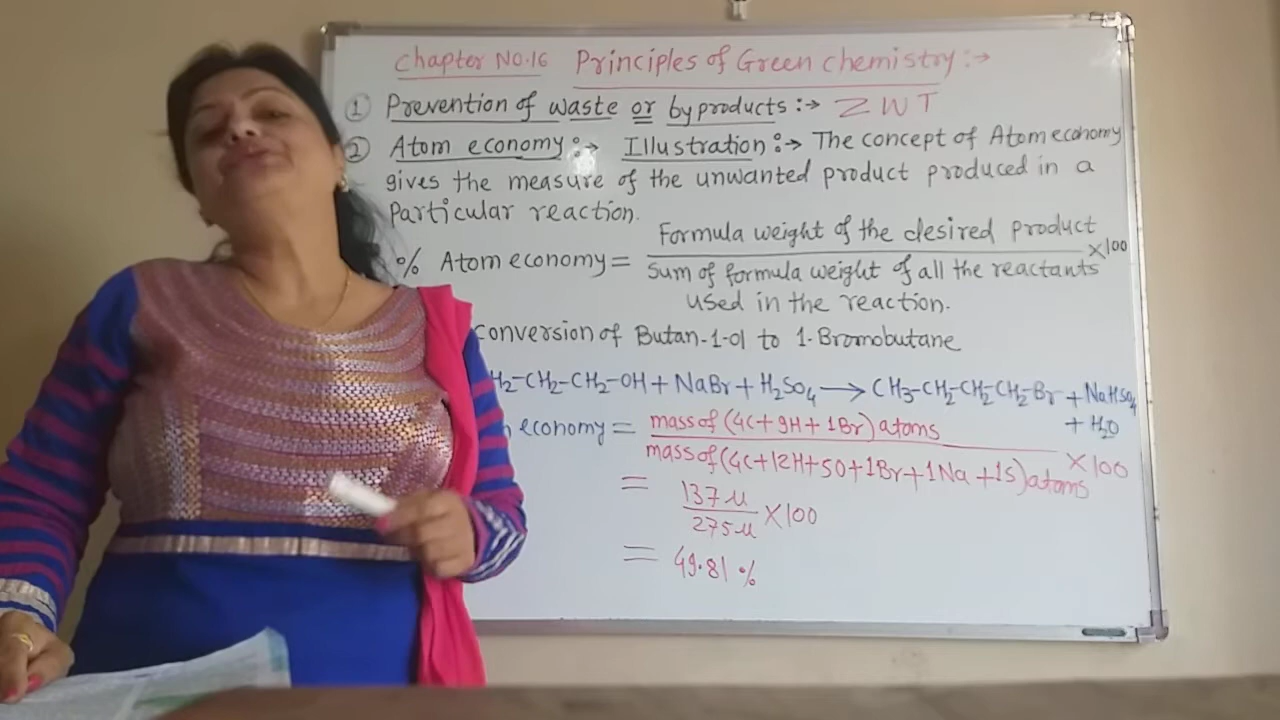 Chapter No.16 Principles of Green chemistry:→
① Prevention of waste or byproducts:→ ZWT
② Atom economy:→ Illustration:→ The concept of Atom economy
gives the measure of the unwanted product produced in a
Particular reaction.
% Atom economy = Formula weight of the desired product ×100
Sum of formula weight of all the reactants
used in the reaction.
conversion of Butan-1-ol to 1-Bromobutane
H₂-CH₂-CH₂-OH + NaBr + H₂SO₄ → CH₃-CH₂-CH₂-CH₂-Br + NaHSO₄
+ H₂O
economy = mass of (4C+9H+1Br) atoms ×100
mass of (4C+12H+5O+1Br+1Na+1S) atoms
= 137u ×100
275u
= 49.81 %